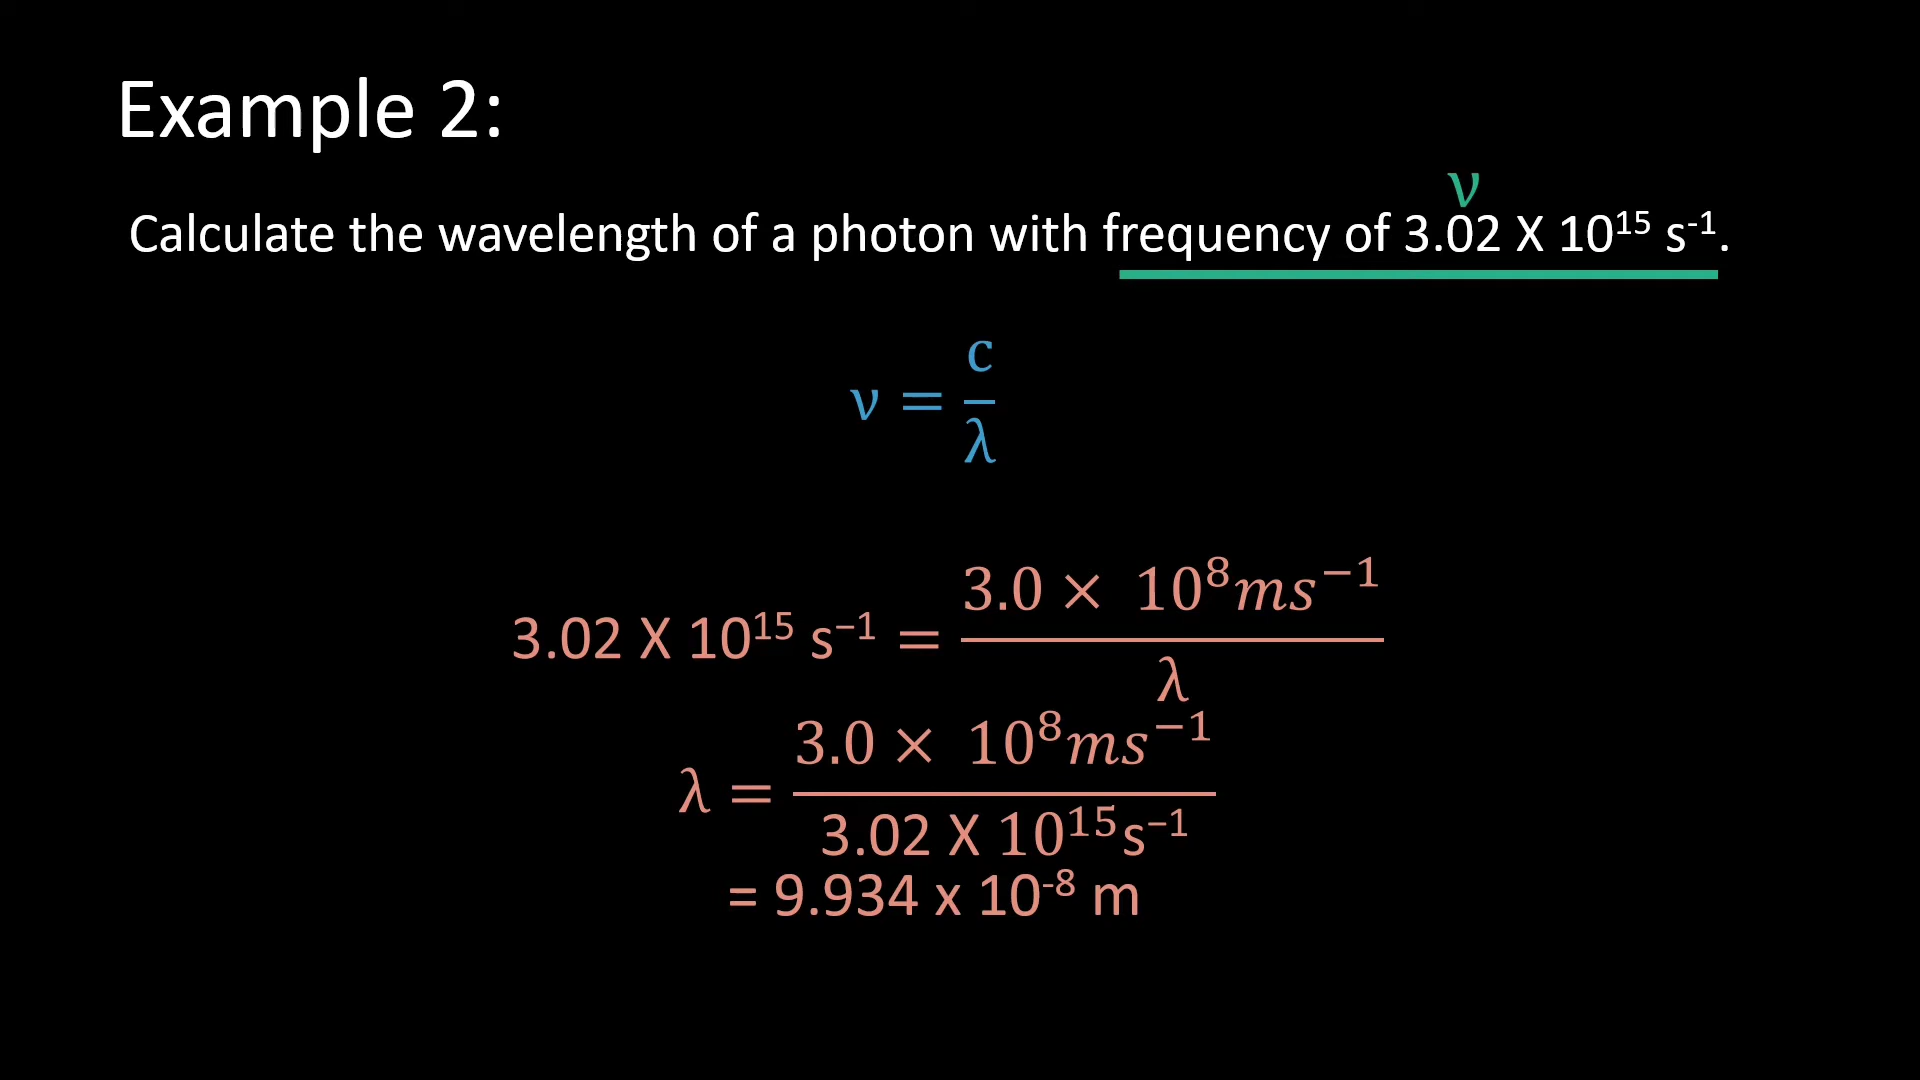 Example 2:
ν
Calculate the wavelength of a photon with frequency of 3.02 X 10¹⁵ s⁻¹.
ν = c/λ
3.02 X 10¹⁵ s⁻¹ = 3.0 × 10⁸ms⁻¹/λ
λ = 3.0 × 10⁸ms⁻¹/3.02 X 10¹⁵s⁻¹
= 9.934 x 10⁻⁸ m